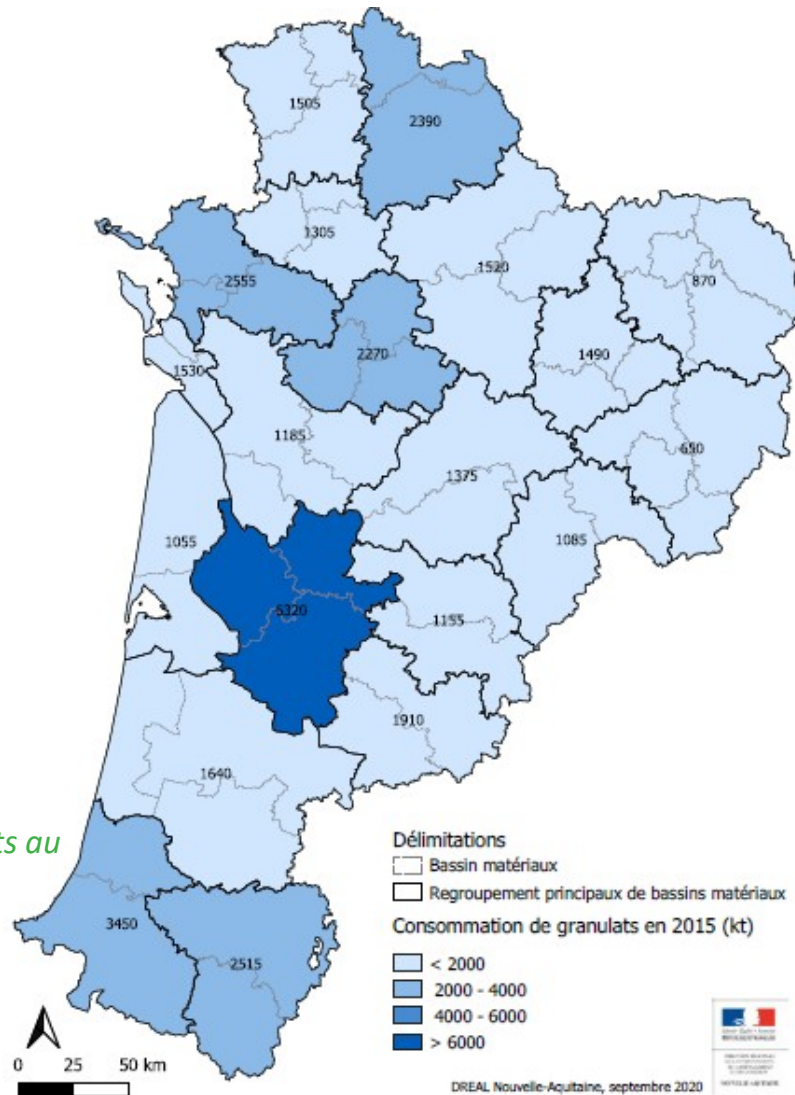 1505
2390
1305
1520
870
2555
2270
1490
1530
1185
650
1375
1055
1085
1155
1910
1640
ts au
3450
2515
Délimitations
Bassin matériaux
Regroupement principaux de bassins matériaux
Consommation de granulats en 2015 (kt)
< 2000
2000 - 4000
4000 - 6000
> 6000
0 25 50 km
DREAL Nouvelle-Aquitaine, septembre 2020